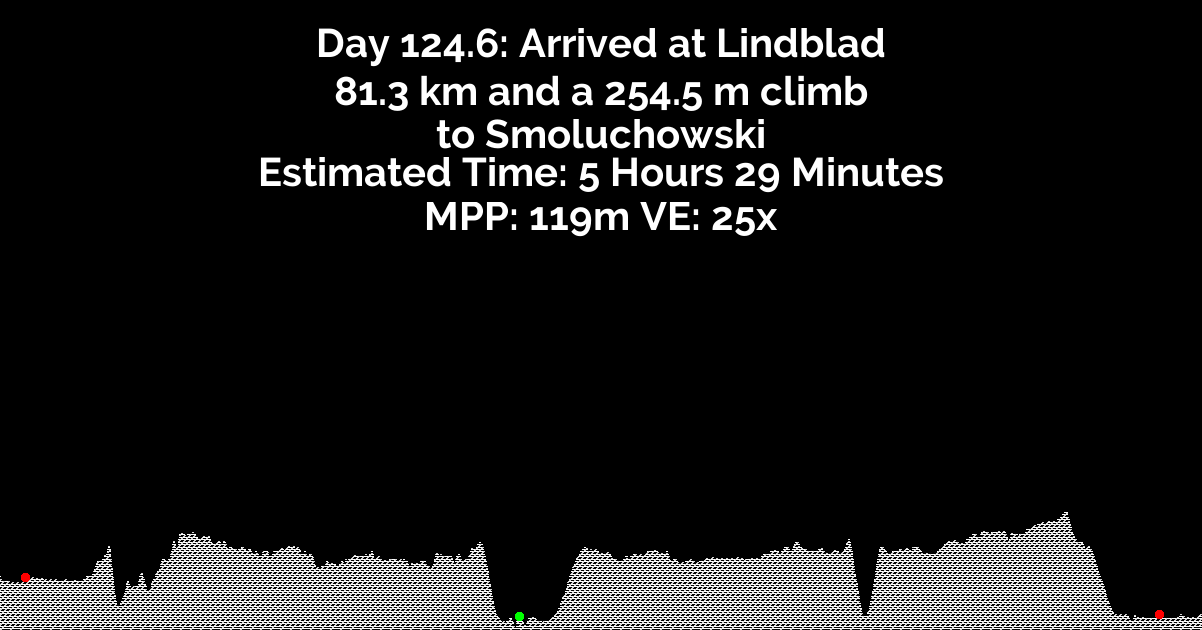 Day 124.6: Arrived at Lindblad
81.3 km and a 254.5 m climb
to Smoluchowski
Estimated Time: 5 Hours 29 Minutes
MPP: 119m VE: 25x